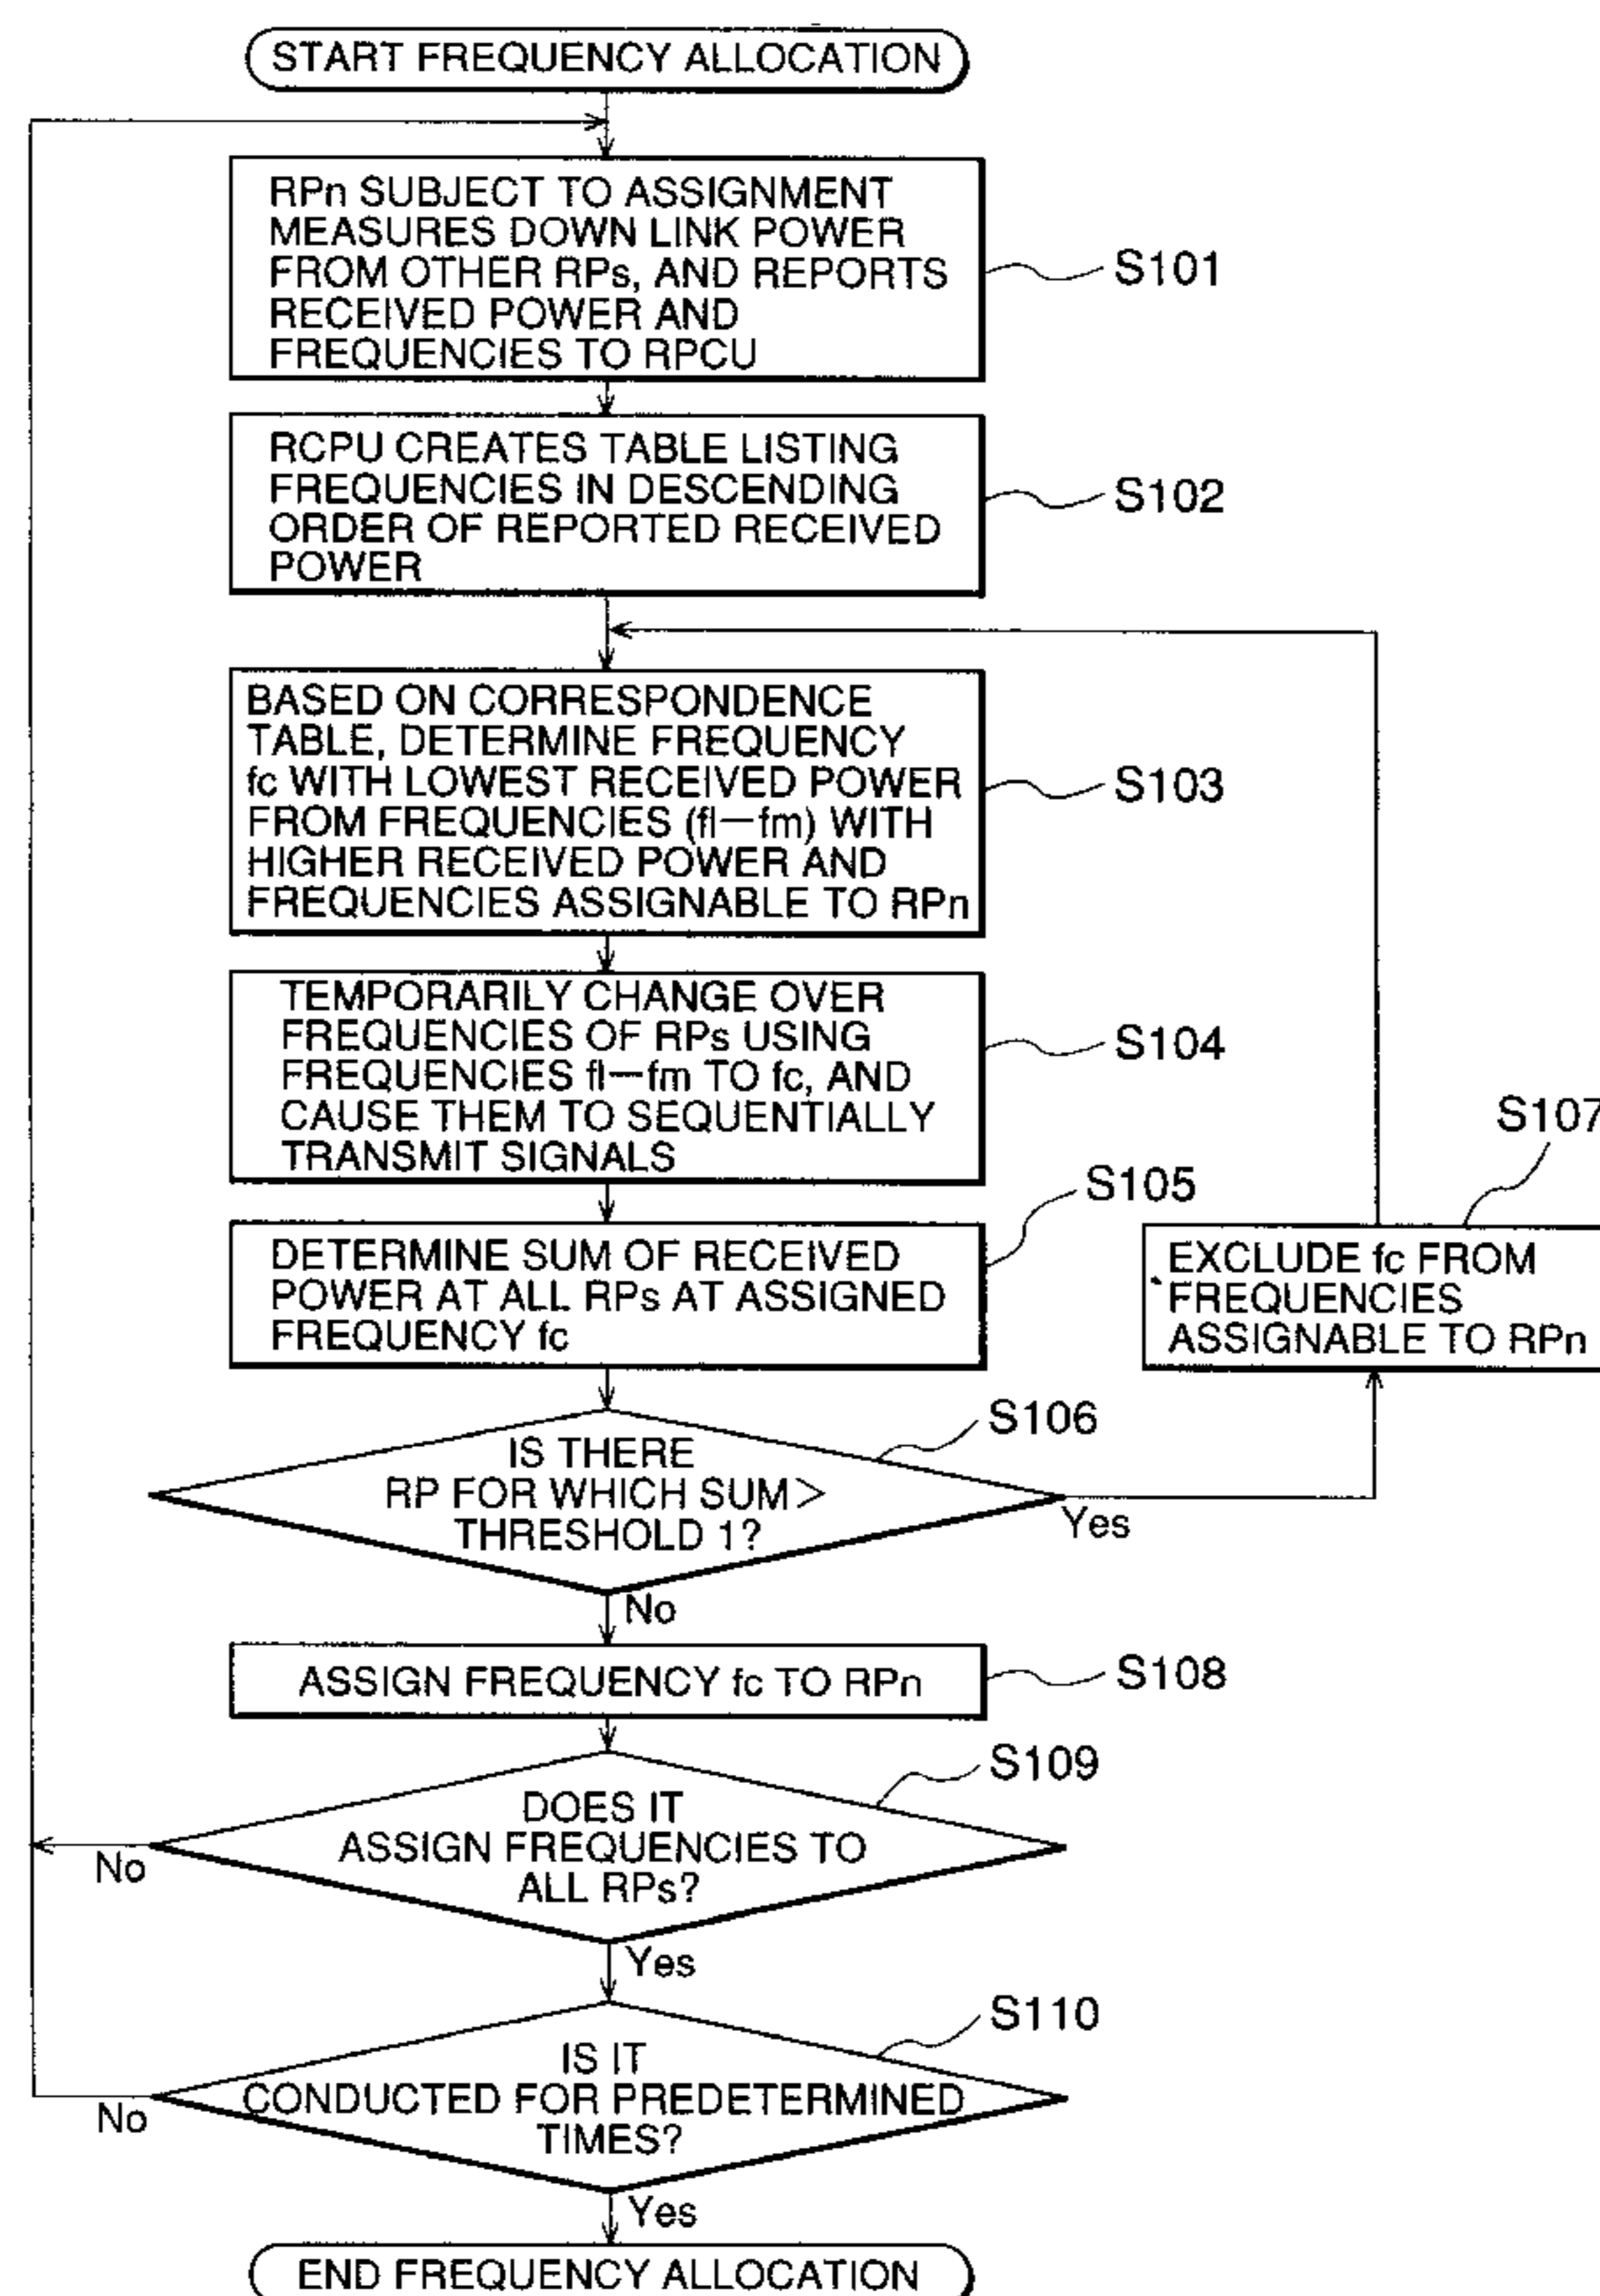 START FREQUENCY ALLOCATION
RPn SUBJECT TO ASSIGNMENT
MEASURES DOWN LINK POWER
FROM OTHER RPs, AND REPORTS
RECEIVED POWER AND
FREQUENCIES TO RPCU
S101
RCPU CREATES TABLE LISTING
FREQUENCIES IN DESCENDING
ORDER OF REPORTED RECEIVED
POWER
S102
BASED ON CORRESPONDENCE
TABLE, DETERMINE FREQUENCY
fc WITH LOWEST RECEIVED POWER
FROM FREQUENCIES (fl—fm) WITH
HIGHER RECEIVED POWER AND
FREQUENCIES ASSIGNABLE TO RPn
S103
TEMPORARILY CHANGE OVER
FREQUENCIES OF RPs USING
FREQUENCIES fl—fm TO fc, AND
CAUSE THEM TO SEQUENTIALLY
TRANSMIT SIGNALS
S104
DETERMINE SUM OF RECEIVED
POWER AT ALL RPs AT ASSIGNED
FREQUENCY fc
S105
S107
EXCLUDE fc FROM
FREQUENCIES
ASSIGNABLE TO RPn
IS THERE
RP FOR WHICH SUM>
THRESHOLD 1?
S106
Yes
No
ASSIGN FREQUENCY fc TO RPn
S108
DOES IT
ASSIGN FREQUENCIES TO
ALL RPs?
S109
No
Yes
IS IT
CONDUCTED FOR PREDETERMINED
TIMES?
S110
No
Yes
END FREQUENCY ALLOCATION